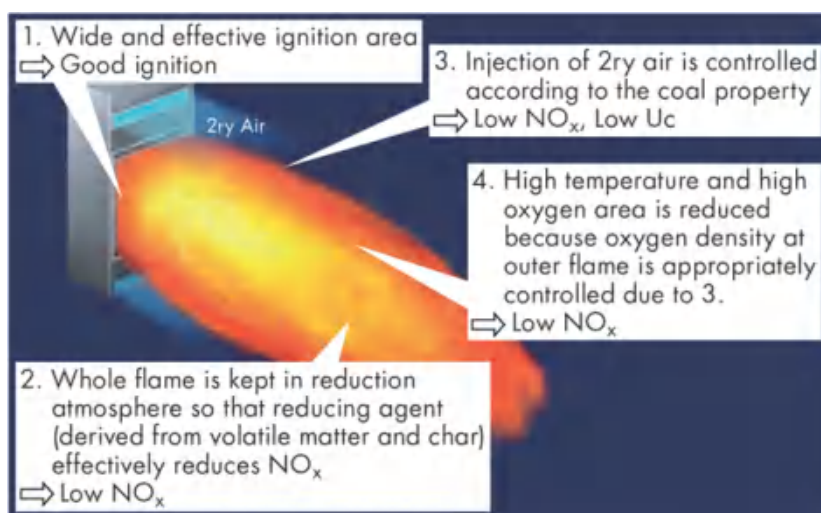 1. Wide and effective ignition area
⇨ Good ignition
2ry Air
3. Injection of 2ry air is controlled
according to the coal property
⇨ Low NOₓ, Low Uc
4. High temperature and high
oxygen area is reduced
because oxygen density at
outer flame is appropriately
controlled due to 3.
⇨ Low NOₓ
2. Whole flame is kept in reduction
atmosphere so that reducing agent
(derived from volatile matter and char)
effectively reduces NOₓ
⇨ Low NOₓ